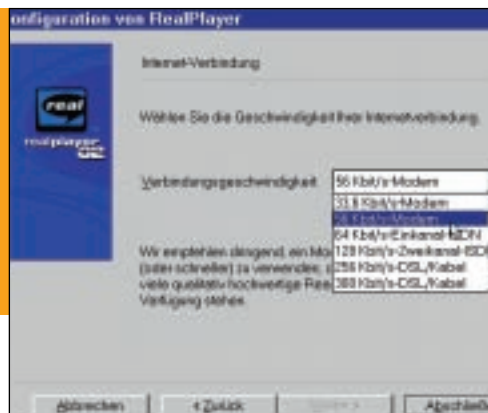 onfiguration von RealPlayer
real
realplayer
Internet-Verbindung
Wählen Sie die Geschwindigkeit Ihrer Internetverbindung.
Verbindungsgeschwindigkeit
56 Kbit/s-Modem
33.6 Kbit/s-Modem
56 Kbit/s-Modem
64 Kbit/s-Einkanal-ISDN
128 Kbit/s-Zweikanal-ISD
256 Kbit/s-DSL/Kabel
Kbit/s-DSL/Kabel
Wir empfehlen dringend, ein Mo
(oder schneller) zu verwenden,
viele qualitativ hochwertige Rea
Verfügung stehen.
Abbrechen
< Zurück
Abschließ